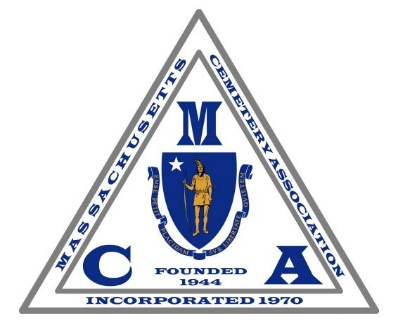 MASSACHUSETTS
CEMETERY ASSOCIATION
M
C
A
FOUNDED
1944
INCORPORATED 1970